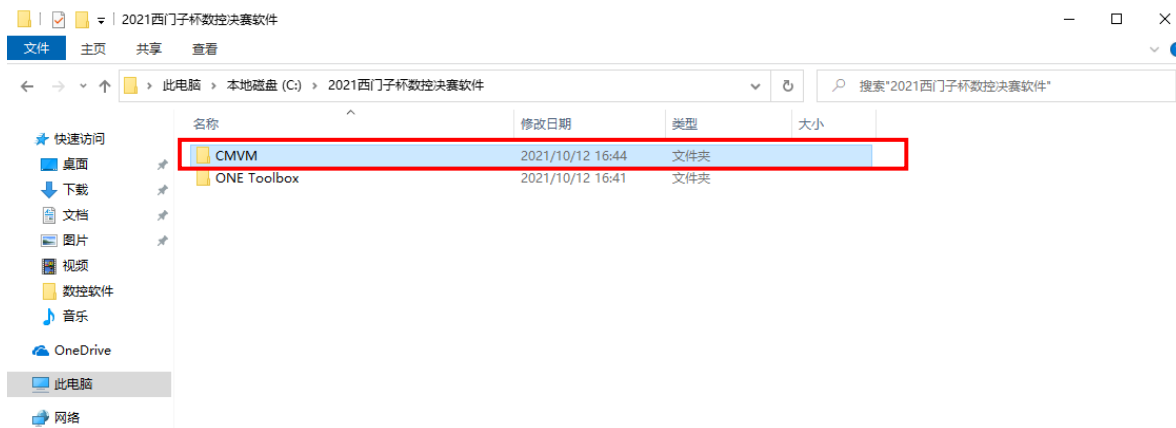 2021西门子杯数控决赛软件
文件 主页 共享 查看
此电脑 本地磁盘 (C:) 2021西门子杯数控决赛软件 搜索"2021西门子杯数控决赛软件"
名称 修改日期 类型 大小
快速访问
CMVM 2021/10/12 16:44 文件夹
桌面
ONE Toolbox 2021/10/12 16:41 文件夹
下载
文档
图片
视频
数控软件
音乐
OneDrive
此电脑
网络